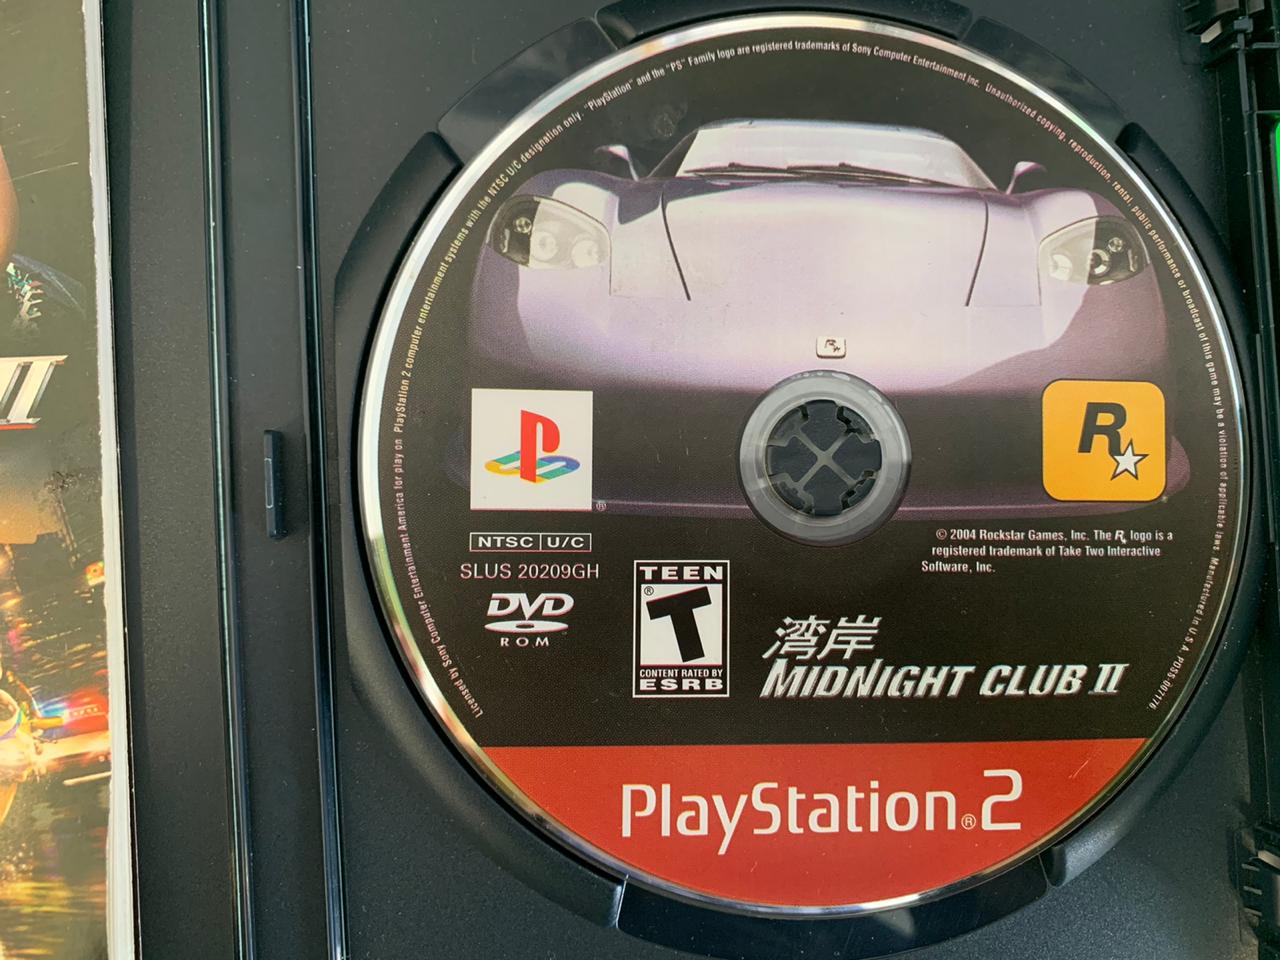 II
Licensed by Sony Computer Entertainment America for play on PlayStation 2 computer entertainment systems with the NTSC U/C designation only. "PlayStation" and the "PS" Family logo are registered trademarks of Sony Computer Entertainment Inc. Unauthorized copying, reproduction, rental, public performance or broadcast of this game may be a violation of applicable laws. Manufactured in U.S.A. PDSS-007176
R
®
R
NTSC U/C
SLUS 20209GH
DVD
ROM
TEEN
®
T
CONTENT RATED BY
ESRB
© 2004 Rockstar Games, Inc. The R logo is a
registered trademark of Take Two Interactive
Software, Inc.
湾岸
MIDNIGHT CLUB II
PlayStation®2